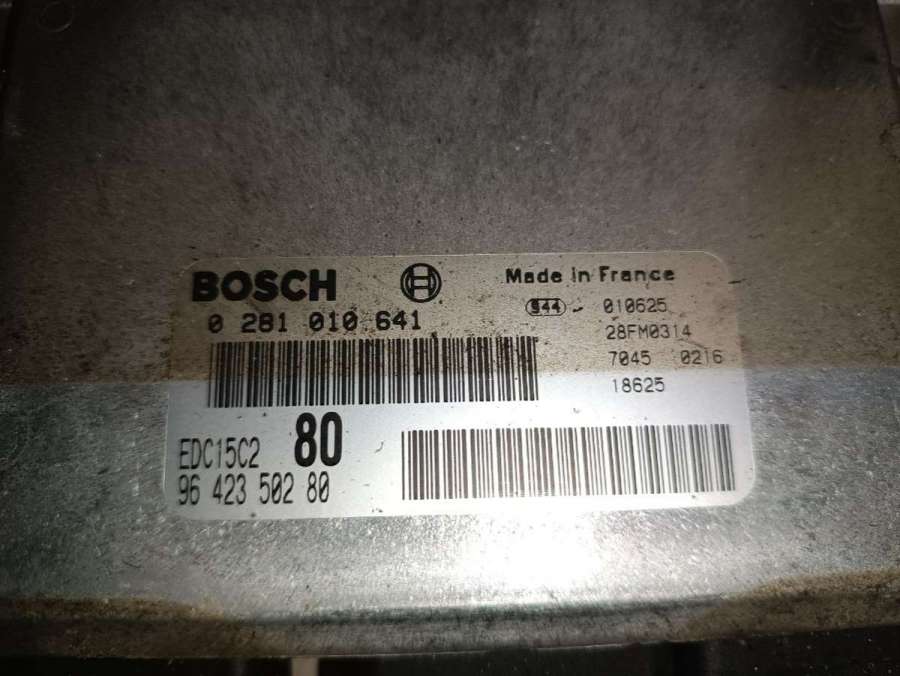 BOSCH
Made in France
0 281 010 641
S44
010625
28FM0314
7045 0216
18625
EDC15C2 80
96 423 502 80